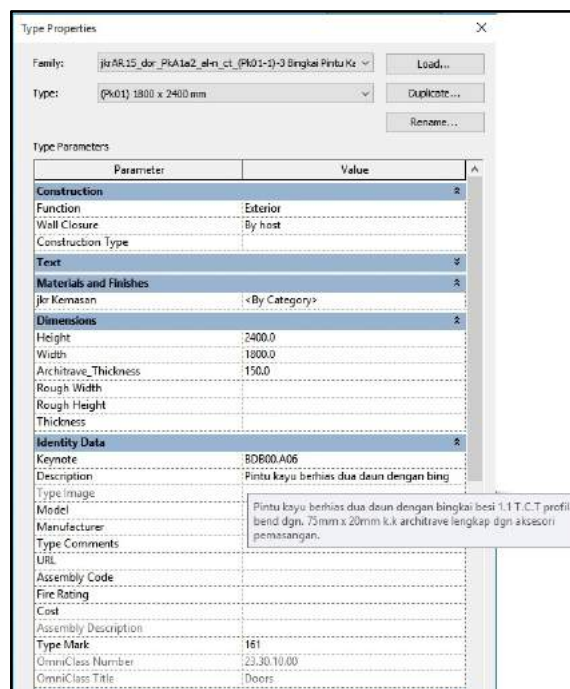 Type Properties
Family: jkrAR15_dor_PkA1a2_al-n_ct_(Pk01-1)-3 Bingkai Pintu Ka
Load...
Type: (Pk01) 1800 x 2400 mm
Duplicate...
Rename...
Type Parameters
Parameter Value
Construction
Function Exterior
Wall Closure By host
Construction Type
Text
Materials and Finishes
jkr Kemasan <By Category>
Dimensions
Height 2400.0
Width 1800.0
Architrave_Thickness 150.0
Rough Width
Rough Height
Thickness
Identity Data
Keynote BDB00.A06
Description Pintu kayu berhias dua daun dengan bing
Type Image
Model
Manufacturer
Pintu kayu berhias dua daun dengan bingkai besi 1.1 T.C.T profil
bend dgn. 75mm x 20mm k.k architrave lengkap dgn aksesori
pemasangan.
Type Comments
URL
Assembly Code
Fire Rating
Cost
Assembly Description
Type Mark 161
OmniClass Number 23.30.10.00
OmniClass Title Doors